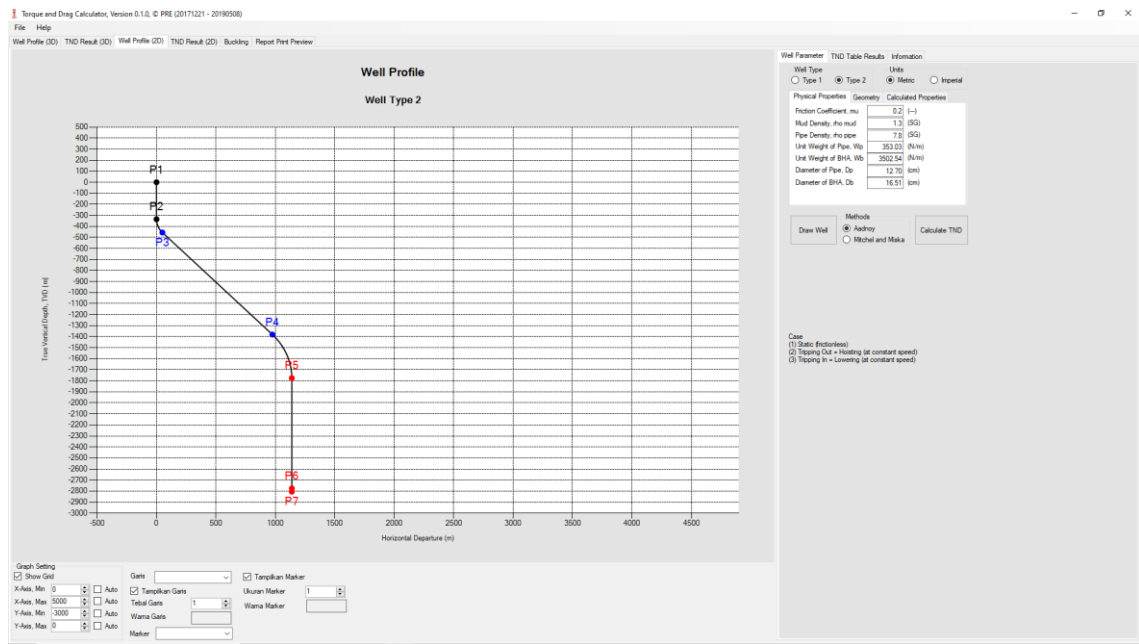 Torque and Drag Calculator, Version 0.1.0, © PRE (20171221 - 20190508)
File Help
Well Profile (3D) TND Result (3D) Well Profile (2D) TND Result (2D) Buckling Report Print Preview
Well Profile
Well Type 2
500
400
300
200
100
0
-100
-200
-300
-400
-500
-600
-700
-800
-900
-1000
-1100
-1200
-1300
-1400
-1500
-1600
-1700
-1800
-1900
-2000
-2100
-2200
-2300
-2400
-2500
-2600
-2700
-2800
-2900
-3000
True Vertical Depth, TVD (m)
P1
P2
P3
P4
P5
P6
P7
-500 0 500 1000 1500 2000 2500 3000 3500 4000 4500
Horizontal Departure (m)
Well Parameter TND Table Results Information
Well Type Units
Type 1 Type 2 Metric Imperial
Physical Properties Geometry Calculated Properties
Friction Coefficient, mu 0.2 (--)
Mud Density, rho mud 1.3 (SG)
Pipe Density, rho pipe 7.8 (SG)
Unit Weight of Pipe, Wp 353.03 (N/m)
Unit Weight of BHA, Wb 3502.54 (N/m)
Diameter of Pipe, Dp 12.70 (cm)
Diameter of BHA, Db 16.51 (cm)
Draw Well
Methode
Aadnoy
Mitchel and Miska
Calculate TND
Case
(1) Static (frictionless)
(2) Tripping Out = Hoisting (at constant speed)
(3) Tripping In = Lowering (at constant speed)
Graph Setting
Show Grid
X-Axis, Min 0 Auto
X-Axis, Max 5000 Auto
Y-Axis, Min -3000 Auto
Y-Axis, Max 0 Auto
Garis
Tampilkan Garis
Tebal Garis 1
Warna Garis
Marker
Tampilkan Marker
Ukuran Marker 1
Warna Marker